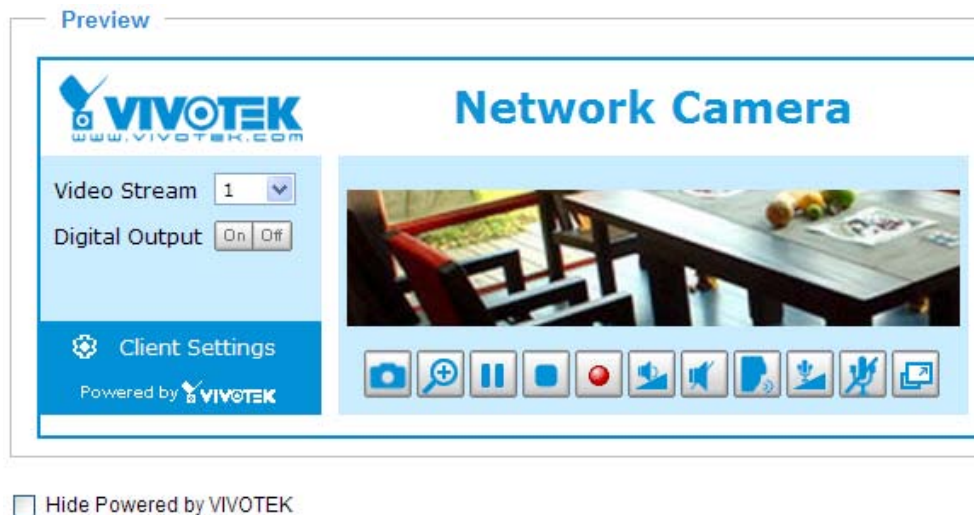 Preview
VIVOTEK
www.vivotek.com
Network Camera
Video Stream 1
Digital Output On Off
Client Settings
Powered by VIVOTEK
Hide Powered by VIVOTEK